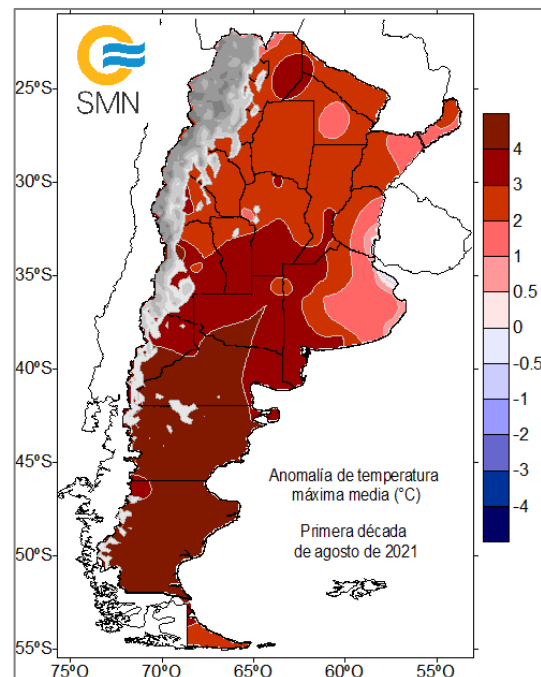 SMN
25°S
30°S
35°S
40°S
45°S
50°S
55°S
75°O
70°O
65°O
60°O
55°O
4
3
2
1
0.5
0
-0.5
-1
-2
-3
-4
Anomalía de temperatura
máxima media (°C)
Primera década
de agosto de 2021